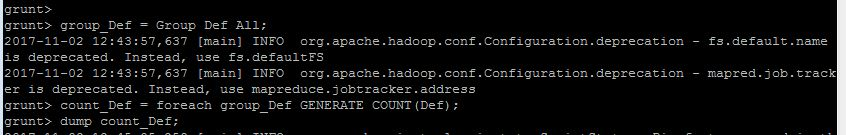 grunt>
grunt> group_Def = Group Def All;
2017-11-02 12:43:57,637 [main] INFO  org.apache.hadoop.conf.Configuration.deprecation - fs.default.name
is deprecated. Instead, use fs.defaultFS
2017-11-02 12:43:57,637 [main] INFO  org.apache.hadoop.conf.Configuration.deprecation - mapred.job.track
er is deprecated. Instead, use mapreduce.jobtracker.address
grunt> count_Def = foreach group_Def GENERATE COUNT(Def);
grunt> dump count_Def;